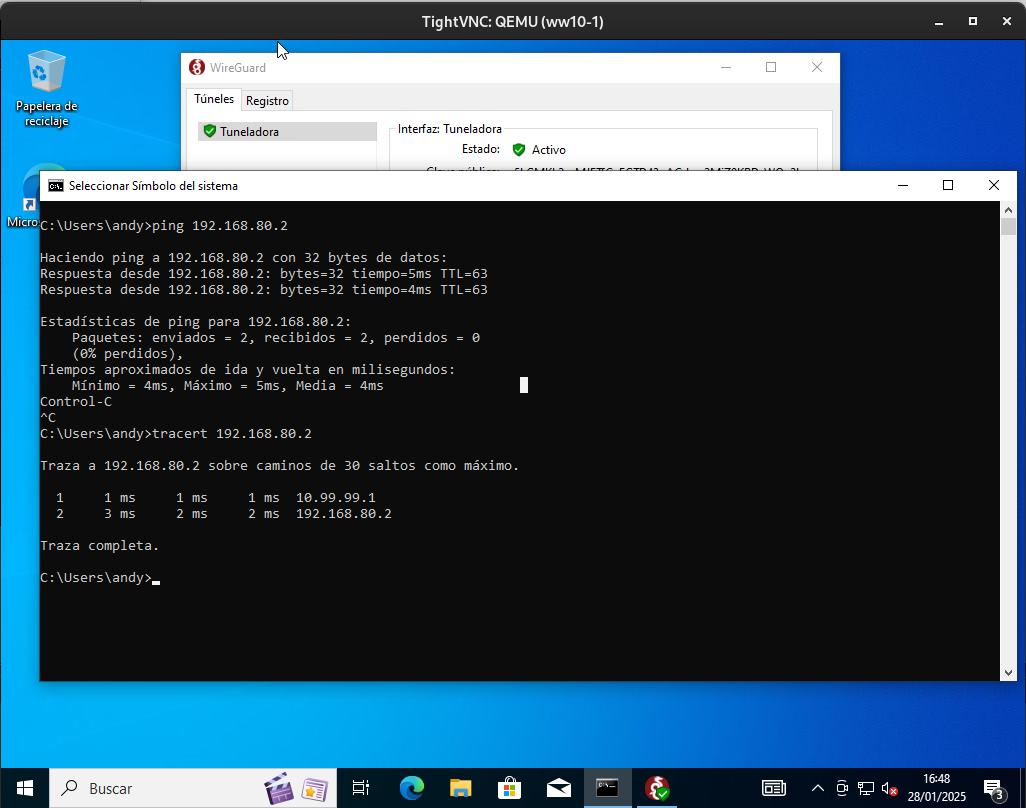 TightVNC: QEMU (ww10-1)
Papelera de
reciclaje
WireGuard
Túneles
Registro
Tuneladora
Interfaz: Tuneladora
Estado:
Activo
Micro
Seleccionar Símbolo del sistema
C:\Users\andy>ping 192.168.80.2
Haciendo ping a 192.168.80.2 con 32 bytes de datos:
Respuesta desde 192.168.80.2: bytes=32 tiempo=5ms TTL=63
Respuesta desde 192.168.80.2: bytes=32 tiempo=4ms TTL=63
Estadísticas de ping para 192.168.80.2:
Paquetes: enviados = 2, recibidos = 2, perdidos = 0
(0% perdidos),
Tiempos aproximados de ida y vuelta en milisegundos:
Mínimo = 4ms, Máximo = 5ms, Media = 4ms
Control-C
^C
C:\Users\andy>tracert 192.168.80.2
Traza a 192.168.80.2 sobre caminos de 30 saltos como máximo.
1 1 ms 1 ms 1 ms 10.99.99.1
2 3 ms 2 ms 2 ms 192.168.80.2
Traza completa.
C:\Users\andy>
Buscar
16:48
28/01/2025
3